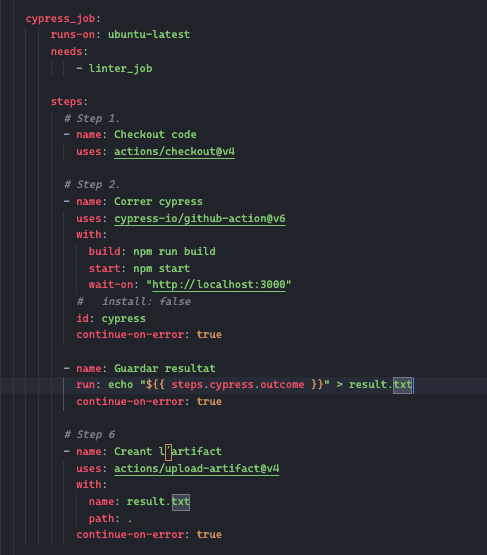 cypress_job:
runs-on: ubuntu-latest
needs:
- linter_job
steps:
# Step 1.
- name: Checkout code
uses: actions/checkout@v4
# Step 2.
- name: Correr cypress
uses: cypress-io/github-action@v6
with:
build: npm run build
start: npm start
wait-on: "http://localhost:3000"
#   install: false
id: cypress
continue-on-error: true
- name: Guardar resultat
run: echo "${{ steps.cypress.outcome }}" > result.txt
continue-on-error: true
# Step 6
- name: Creant l´artifact
uses: actions/upload-artifact@v4
with:
name: result.txt
path: .
continue-on-error: true